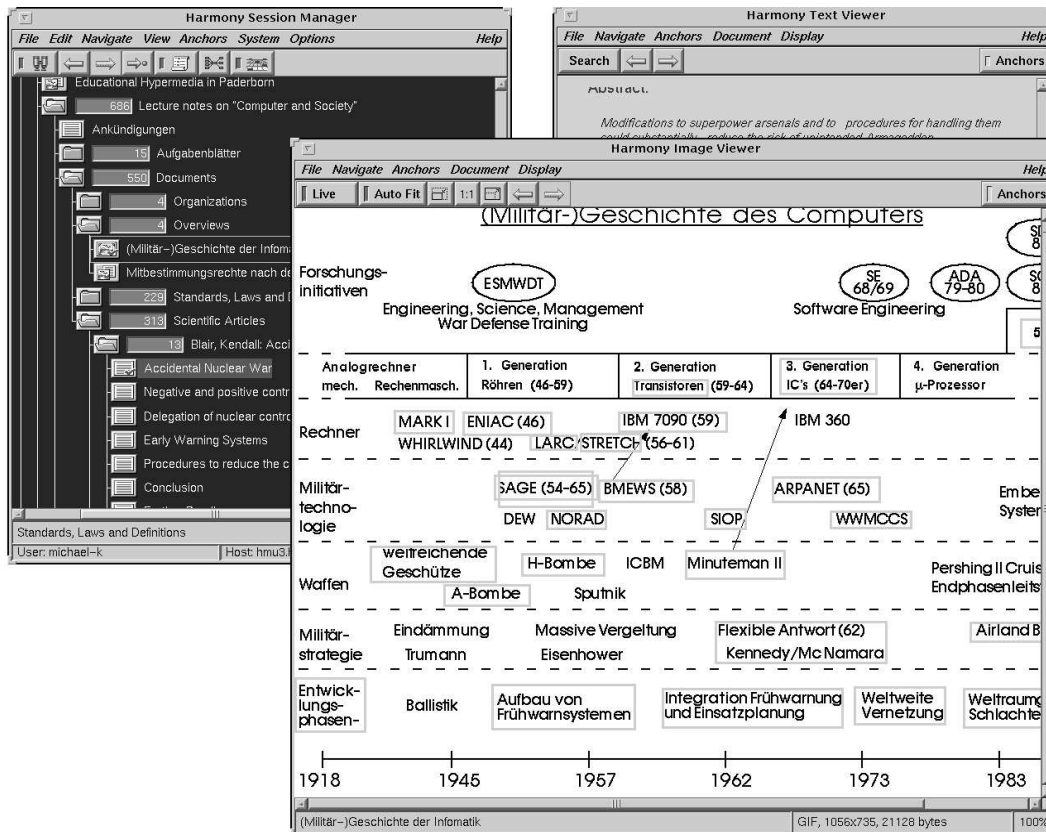 Harmony Session Manager
File Edit Navigate View Anchors System Options Help
Educational Hypermedia in Paderborn
686 Lecture notes on "Computer and Society"
Ankündigungen
15 Aufgabenblätter
550 Documents
4 Organizations
4 Overviews
(Militär-)Geschichte der Infom
Mitbestimmungsrechte nach de
229 Standards, Laws and
313 Scientific Articles
13 Blair, Kendall: Acci
Accidental Nuclear War
Negative and positive contr
Delegation of nuclear contro
Early Warning Systems
Procedures to reduce the c
Conclusion
Standards, Laws and Definitions
User: michael-k Host: hmu3.
Harmony Text Viewer
File Navigate Anchors Document Display Help
Search Anchors
Abstract.
Modifications to superpower arsenals and to procedures for handling them
could substantially reduce the risk of unintended Armageddon
Harmony Image Viewer
File Navigate Anchors Document Display Help
Live Auto Fit 1:1 Anchors
(Militär-)Geschichte des Computers
Forschungs-
initiativen
ESMWDT
Engineering, Science, Management
War Defense Training
SE
68/69
ADA
79-80
Software Engineering
Analogrechner
mech. Rechenmasch.
1. Generation
Röhren (46-59)
2. Generation
Transistoren (59-64)
3. Generation
IC's (64-70er)
4. Generation
µ-Prozessor
Rechner
MARK I ENIAC (46) IBM 7090 (59) IBM 360
WHIRLWIND (44) LARC/STRETCH (56-61)
Militär-
techno-
logie
SAGE (54-65) BMEWS (58) ARPANET (65)
DEW NORAD SIOP WWMCCS
Embe
System
Waffen
weitreichende
Geschütze
H-Bombe ICBM Minuteman II
A-Bombe Sputnik
Pershing II Cruis
Endphasenleits
Militär-
strategie
Eindämmung Massive Vergeltung Flexible Antwort (62) Airland B
Trumann Eisenhower Kennedy/Mc Namara
Entwick-
lungs-
phasen-
Ballistik
Aufbau von
Frühwarnsystemen
Integration Frühwarnung
und Einsatzplanung
Weltweite
Vernetzung
Weltraum
Schlachte
1918 1945 1957 1962 1973 1983
(Militär-)Geschichte der Infomatik GIF, 1056x735, 21128 bytes 100%